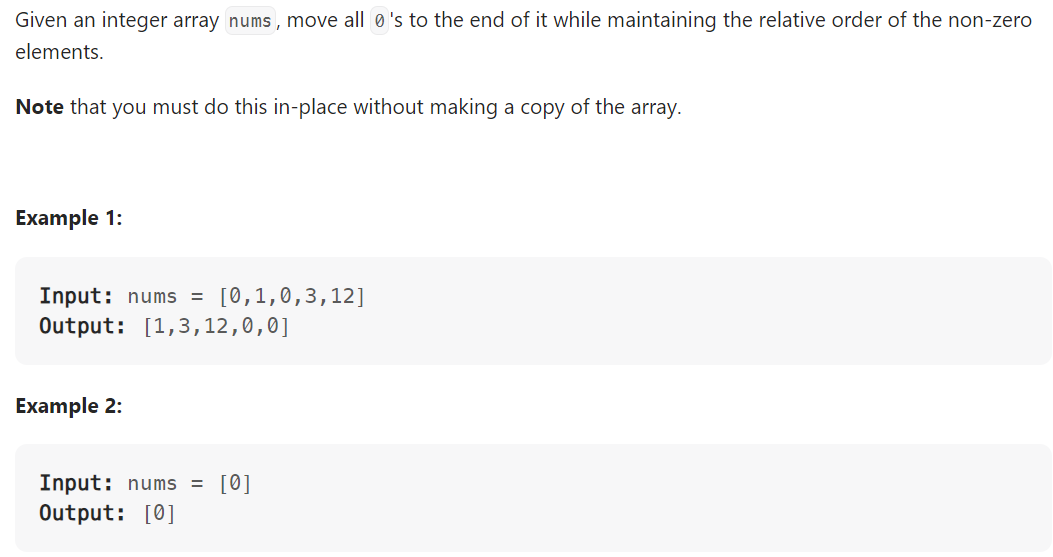 Given an integer array nums, move all 0's to the end of it while maintaining the relative order of the non-zero
elements.
Note that you must do this in-place without making a copy of the array.
Example 1:
Input: nums = [0,1,0,3,12]
Output: [1,3,12,0,0]
Example 2:
Input: nums = [0]
Output: [0]